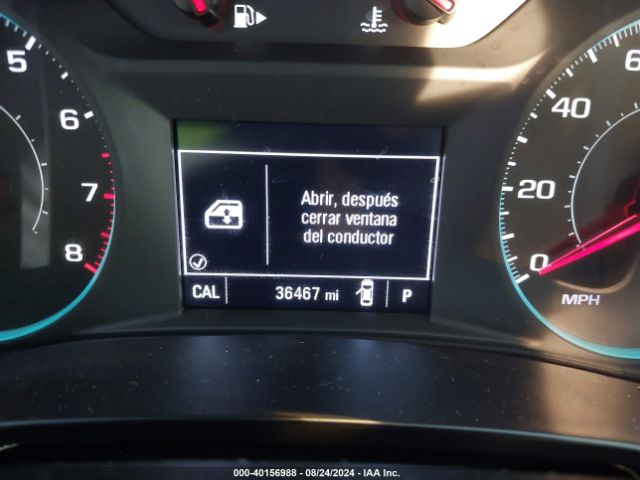 5
6
7
8
Abrir, después
cerrar ventana
del conductor
CAL 36467 mi P
40
20
0
MPH
000-40156988 - 08/24/2024 - IAA Inc.